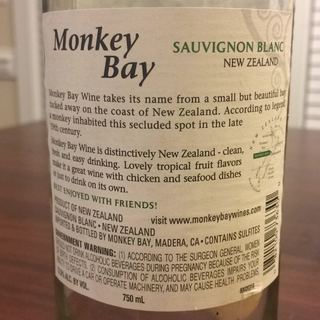 Monkey
Bay
SAUVIGNON BLANC
NEW ZEALAND
Monkey Bay Wine takes its name from a small but beautiful bay
tucked away on the coast of New Zealand. According to legend
a monkey inhabited this secluded spot in the late
century.
Monkey Bay Wine is distinctively New Zealand - clean,
fresh and easy drinking. Lovely tropical fruit flavors
make it a great wine with chicken and seafood dishes
or just to drink on its own.
BEST ENJOYED WITH FRIENDS!
PRODUCT OF NEW ZEALAND
visit www.monkeybaywines.com
SAUVIGNON BLANC • NEW ZEALAND
IMPORTED & BOTTLED BY MONKEY BAY, MADERA, CA • CONTAINS SULFITES
GOVERNMENT WARNING: (1) ACCORDING TO THE SURGEON GENERAL, WOMEN
SHOULD NOT DRINK ALCOHOLIC BEVERAGES DURING PREGNANCY BECAUSE OF THE RISK
OF BIRTH DEFECTS. (2) CONSUMPTION OF ALCOHOLIC BEVERAGES IMPAIRS YOUR
ABILITY TO DRIVE A CAR OR OPERATE MACHINERY, AND MAY CAUSE HEALTH PROBLEMS.
ALC BY VOL
750 mL